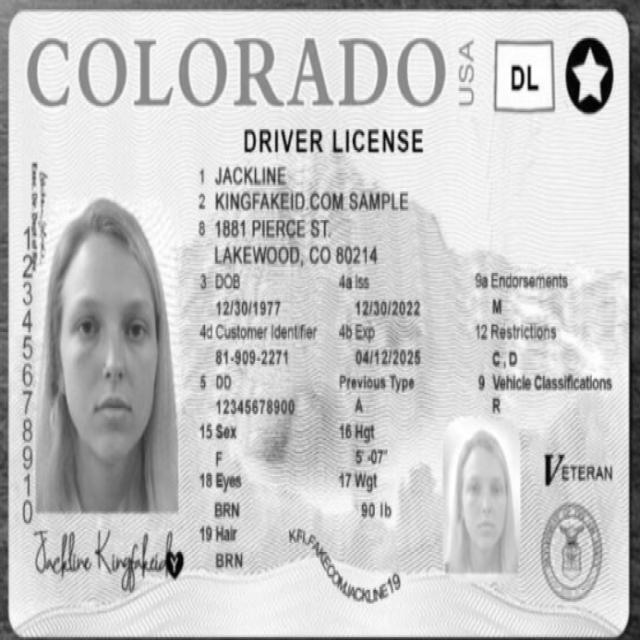 COLORADO
USA
DL
DRIVER LICENSE
1 JACKLINE
2 KINGFAKEID.COM SAMPLE
8 1881 PIERCE ST.
LAKEWOOD, CO 80214
3 DOB
4a Iss
9a Endorsements
12/30/1977
12/30/2022
M
4d Customer Identifier
4b Exp
12 Restrictions
81-909-2271
04/12/2025
C, D
5 DD
Previous Type
9 Vehicle Classifications
12345678900
A
R
15 Sex
16 Hgt
F
5'-07"
18 Eyes
17 Wgt
BRN
90 lb
19 Hair
BRN
VETERAN
12345678910
Jackline Kingfakeid